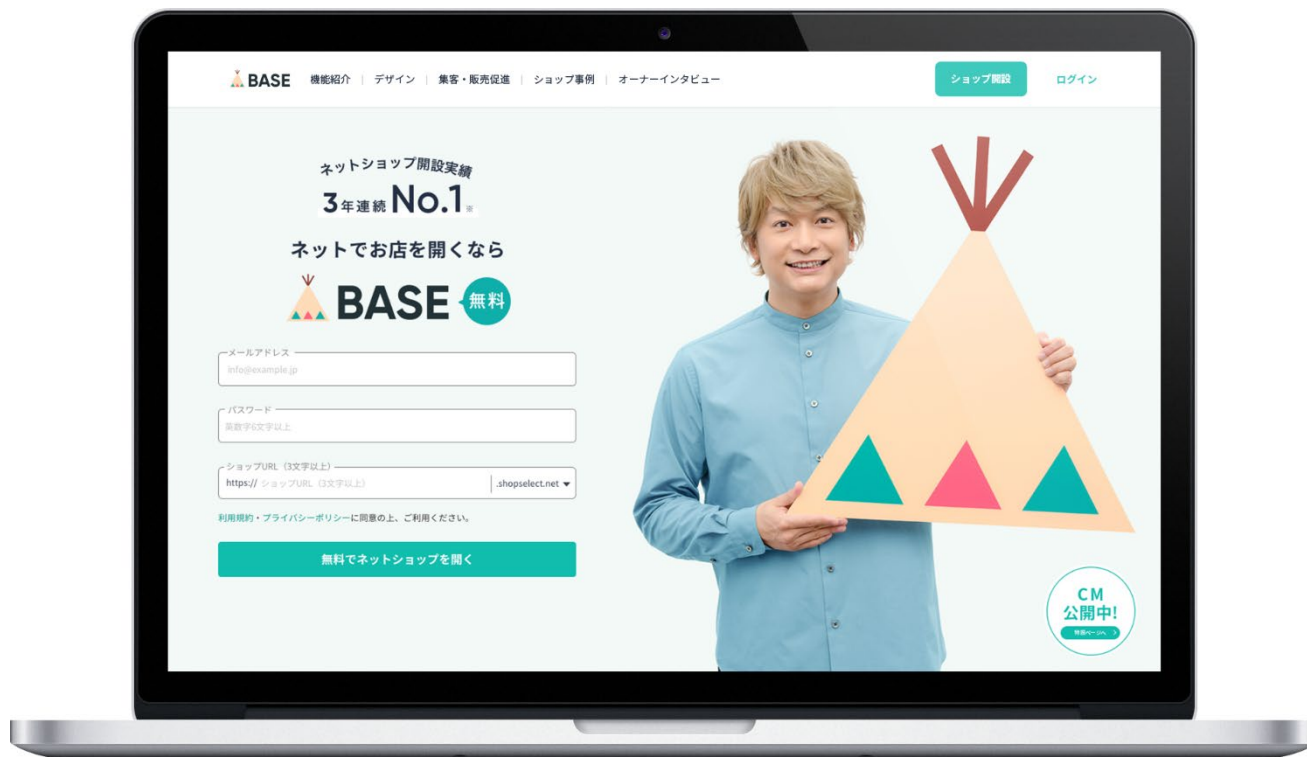 BASE 機能紹介 | デザイン | 集客・販売促進 | ショップ事例 | オーナーインタビュー ショップ開設 ログイン
ネットショップ開設実績
3年連続 No.1 ※
ネットでお店を開くなら
BASE 無料
メールアドレス
info@example.jp
パスワード
英数字6文字以上
ショップURL（3文字以上）
https:// ショップURL（3文字以上） .shopselect.net
利用規約・プライバシーポリシーに同意の上、ご利用ください。
無料でネットショップを開く
CM
公開中!
特設ページへ